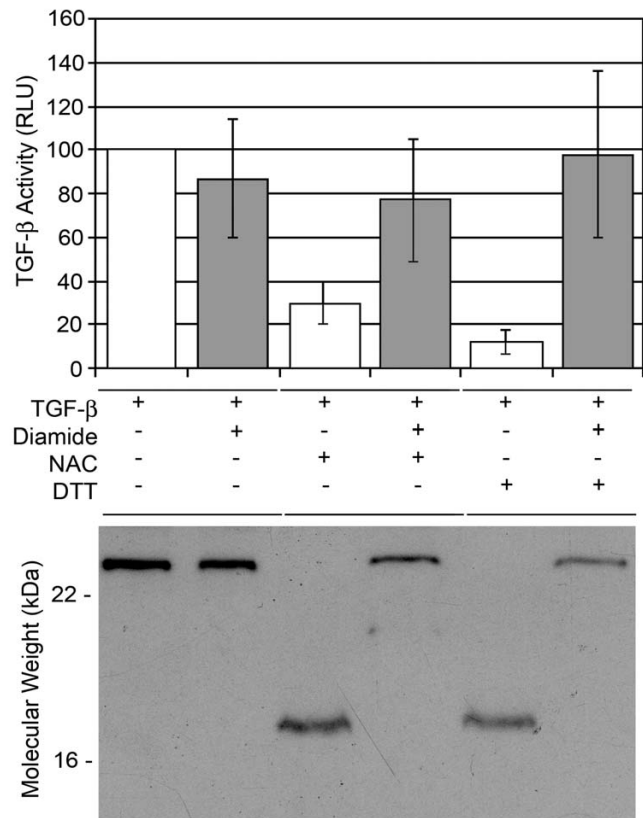 TGF-β Activity (RLU)
160
140
120
100
80
60
40
20
0
TGF-β + + + + + +
Diamide - + - + - +
NAC - - + + - -
DTT - - - - + +
Molecular Weight (kDa)
22 -
16 -